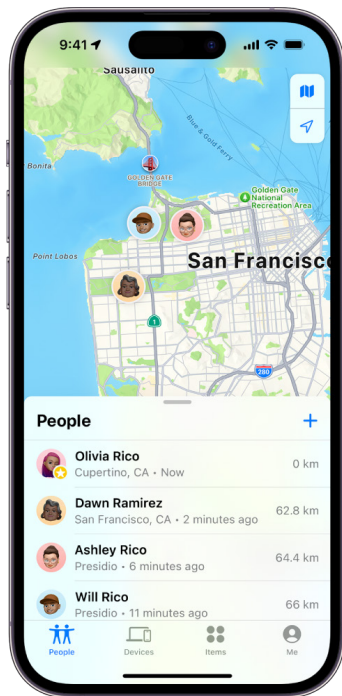 9:41
Sausalito
Blue & Gold Ferry
Bonita
GOLDEN GATE
BRIDGE
Golden Gate
National
Recreation Area
Point Lobos
San Francisco
1
280
People
+
Olivia Rico
Cupertino, CA • Now
0 km
Dawn Ramirez
San Francisco, CA • 2 minutes ago
62.8 km
Ashley Rico
Presidio • 6 minutes ago
64.4 km
Will Rico
Presidio • 11 minutes ago
66 km
People
Devices
Items
Me